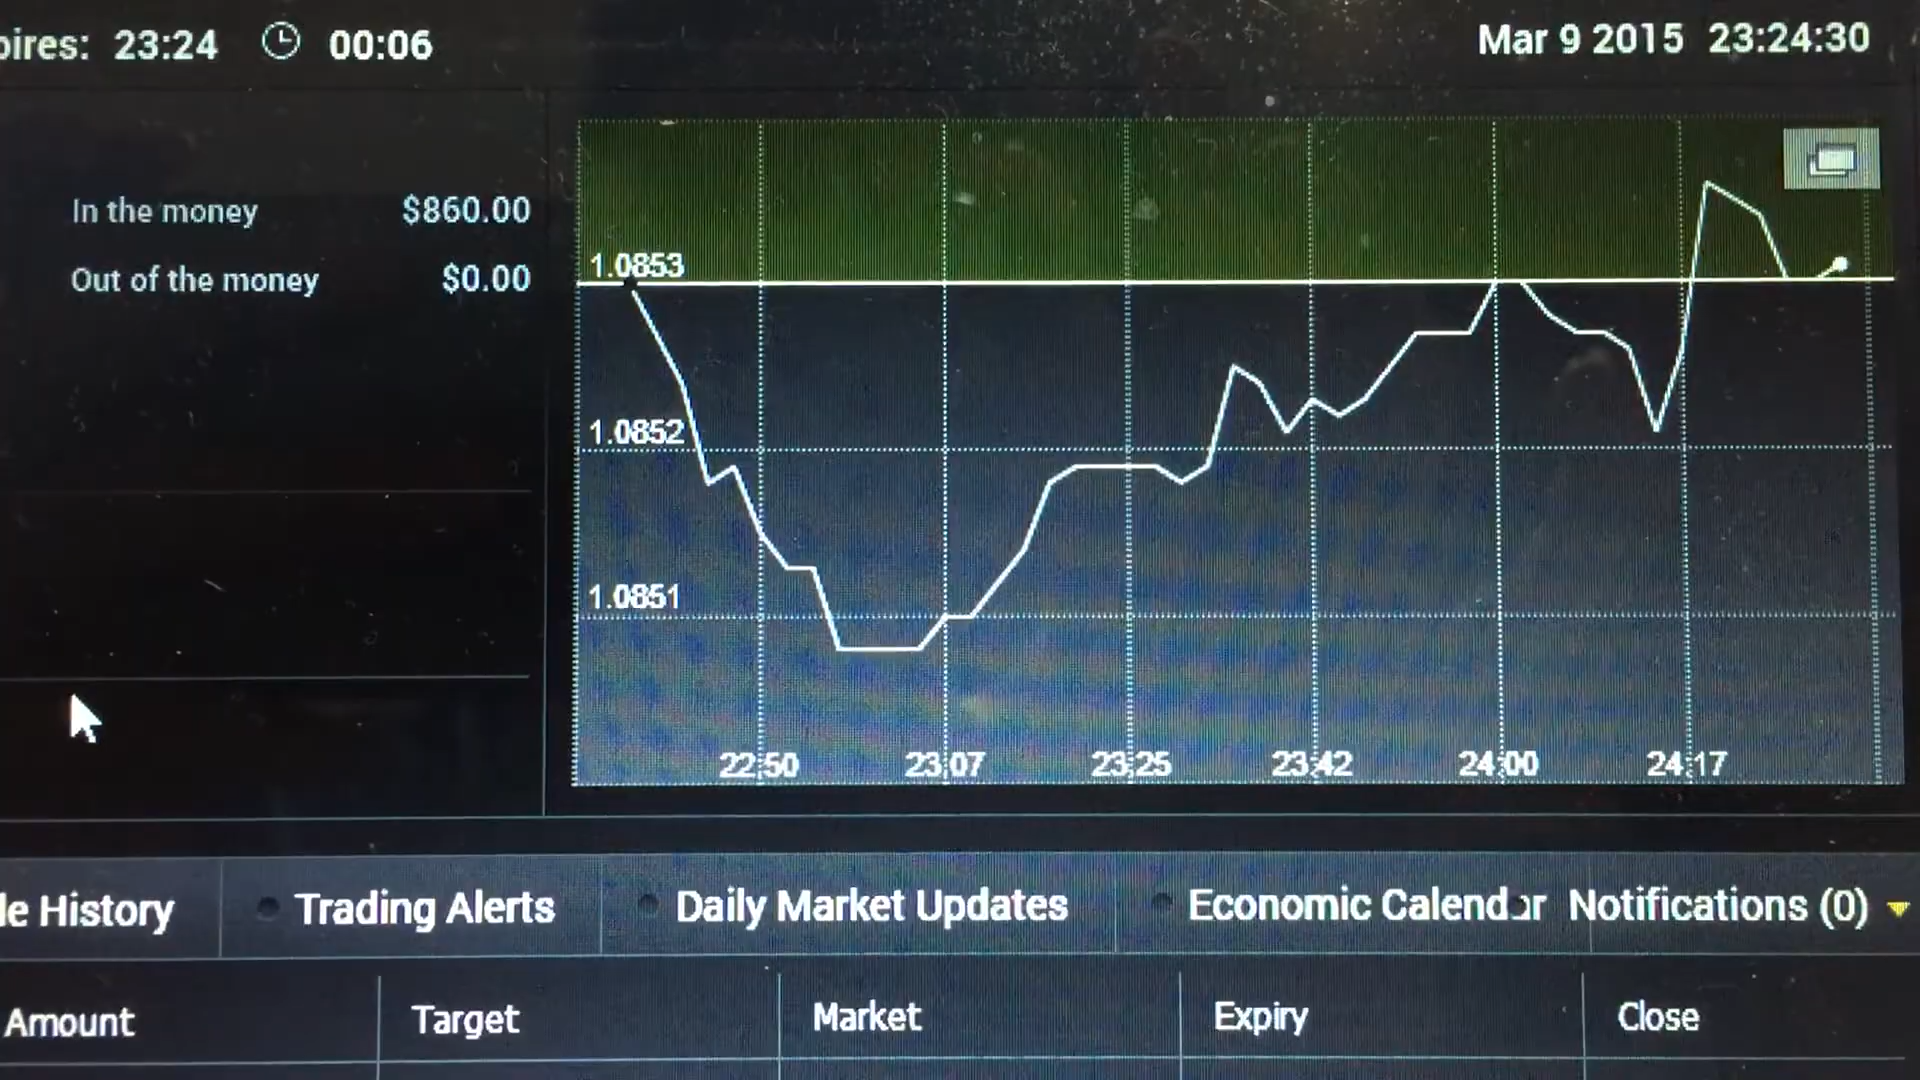 pires: 23:24 00:06 Mar 9 2015 23:24:30
In the money $860.00
Out of the money $0.00
1.0853
1.0852
1.0851
22:50 23:07 23:25 23:42 24:00 24:17
le History Trading Alerts Daily Market Updates Economic Calendar Notifications (0)
Amount Target Market Expiry Close